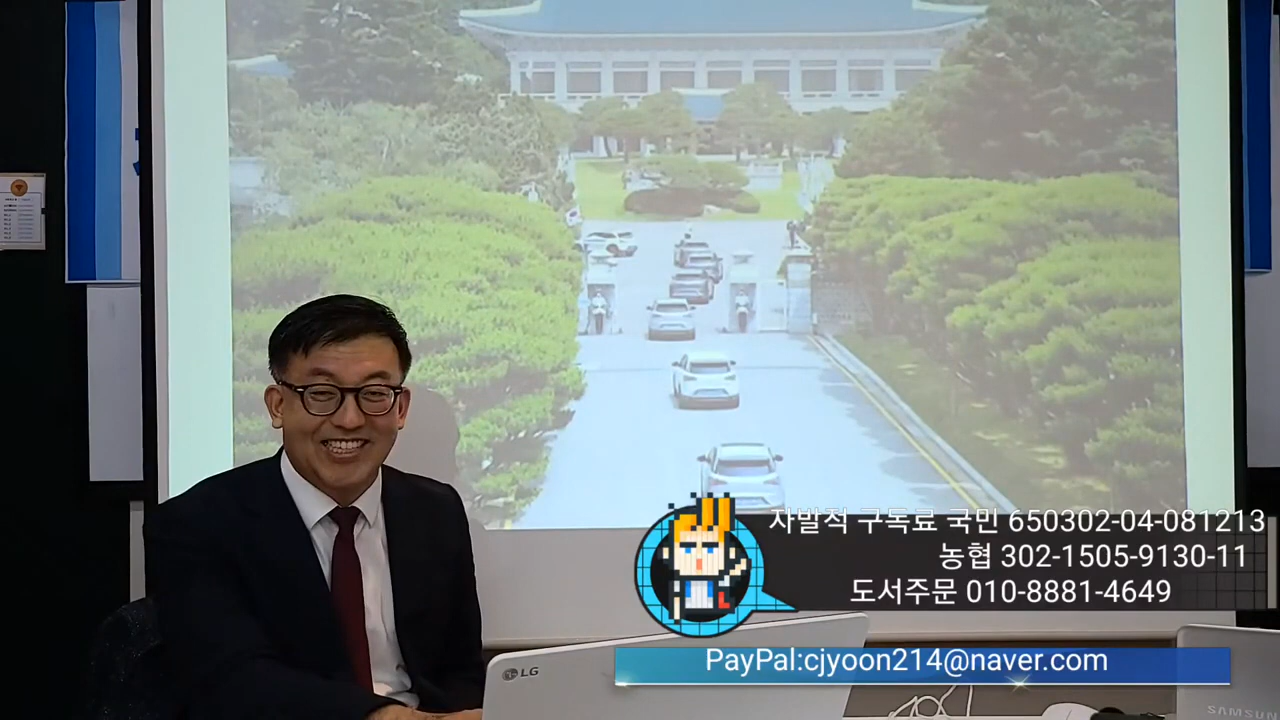 자발적 구독료 국민 650302-04-081213
농협 302-1505-9130-11
도서주문 010-8881-4649
PayPal:cjyoon214@naver.com
LG
SAMSUNG